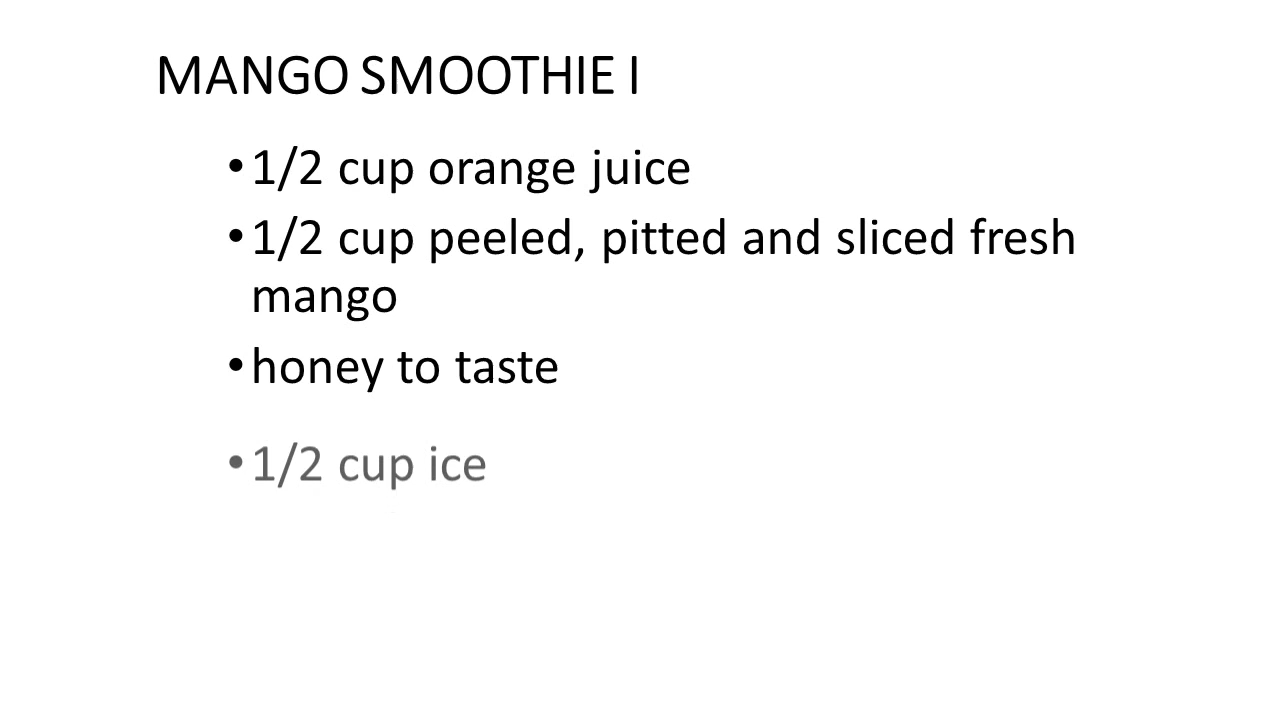 MANGO SMOOTHIE I
•1/2 cup orange juice
•1/2 cup peeled, pitted and sliced fresh
mango
•honey to taste
•1/2 cup ice